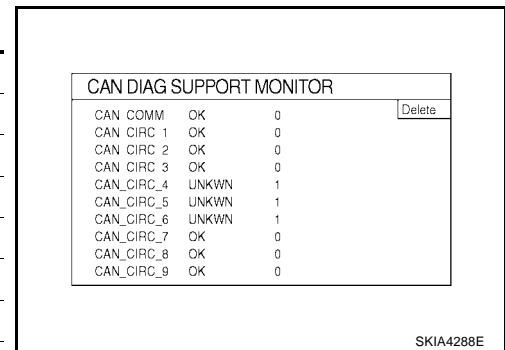 CAN DIAG SUPPORT MONITOR
Delete
CAN COMM OK 0
CAN CIRC 1 OK 0
CAN CIRC 2 OK 0
CAN CIRC 3 OK 0
CAN_CIRC_4 UNKWN 1
CAN_CIRC_5 UNKWN 1
CAN_CIRC_6 UNKWN 1
CAN_CIRC_7 OK 0
CAN_CIRC_8 OK 0
CAN_CIRC_9 OK 0
SKIA4288E